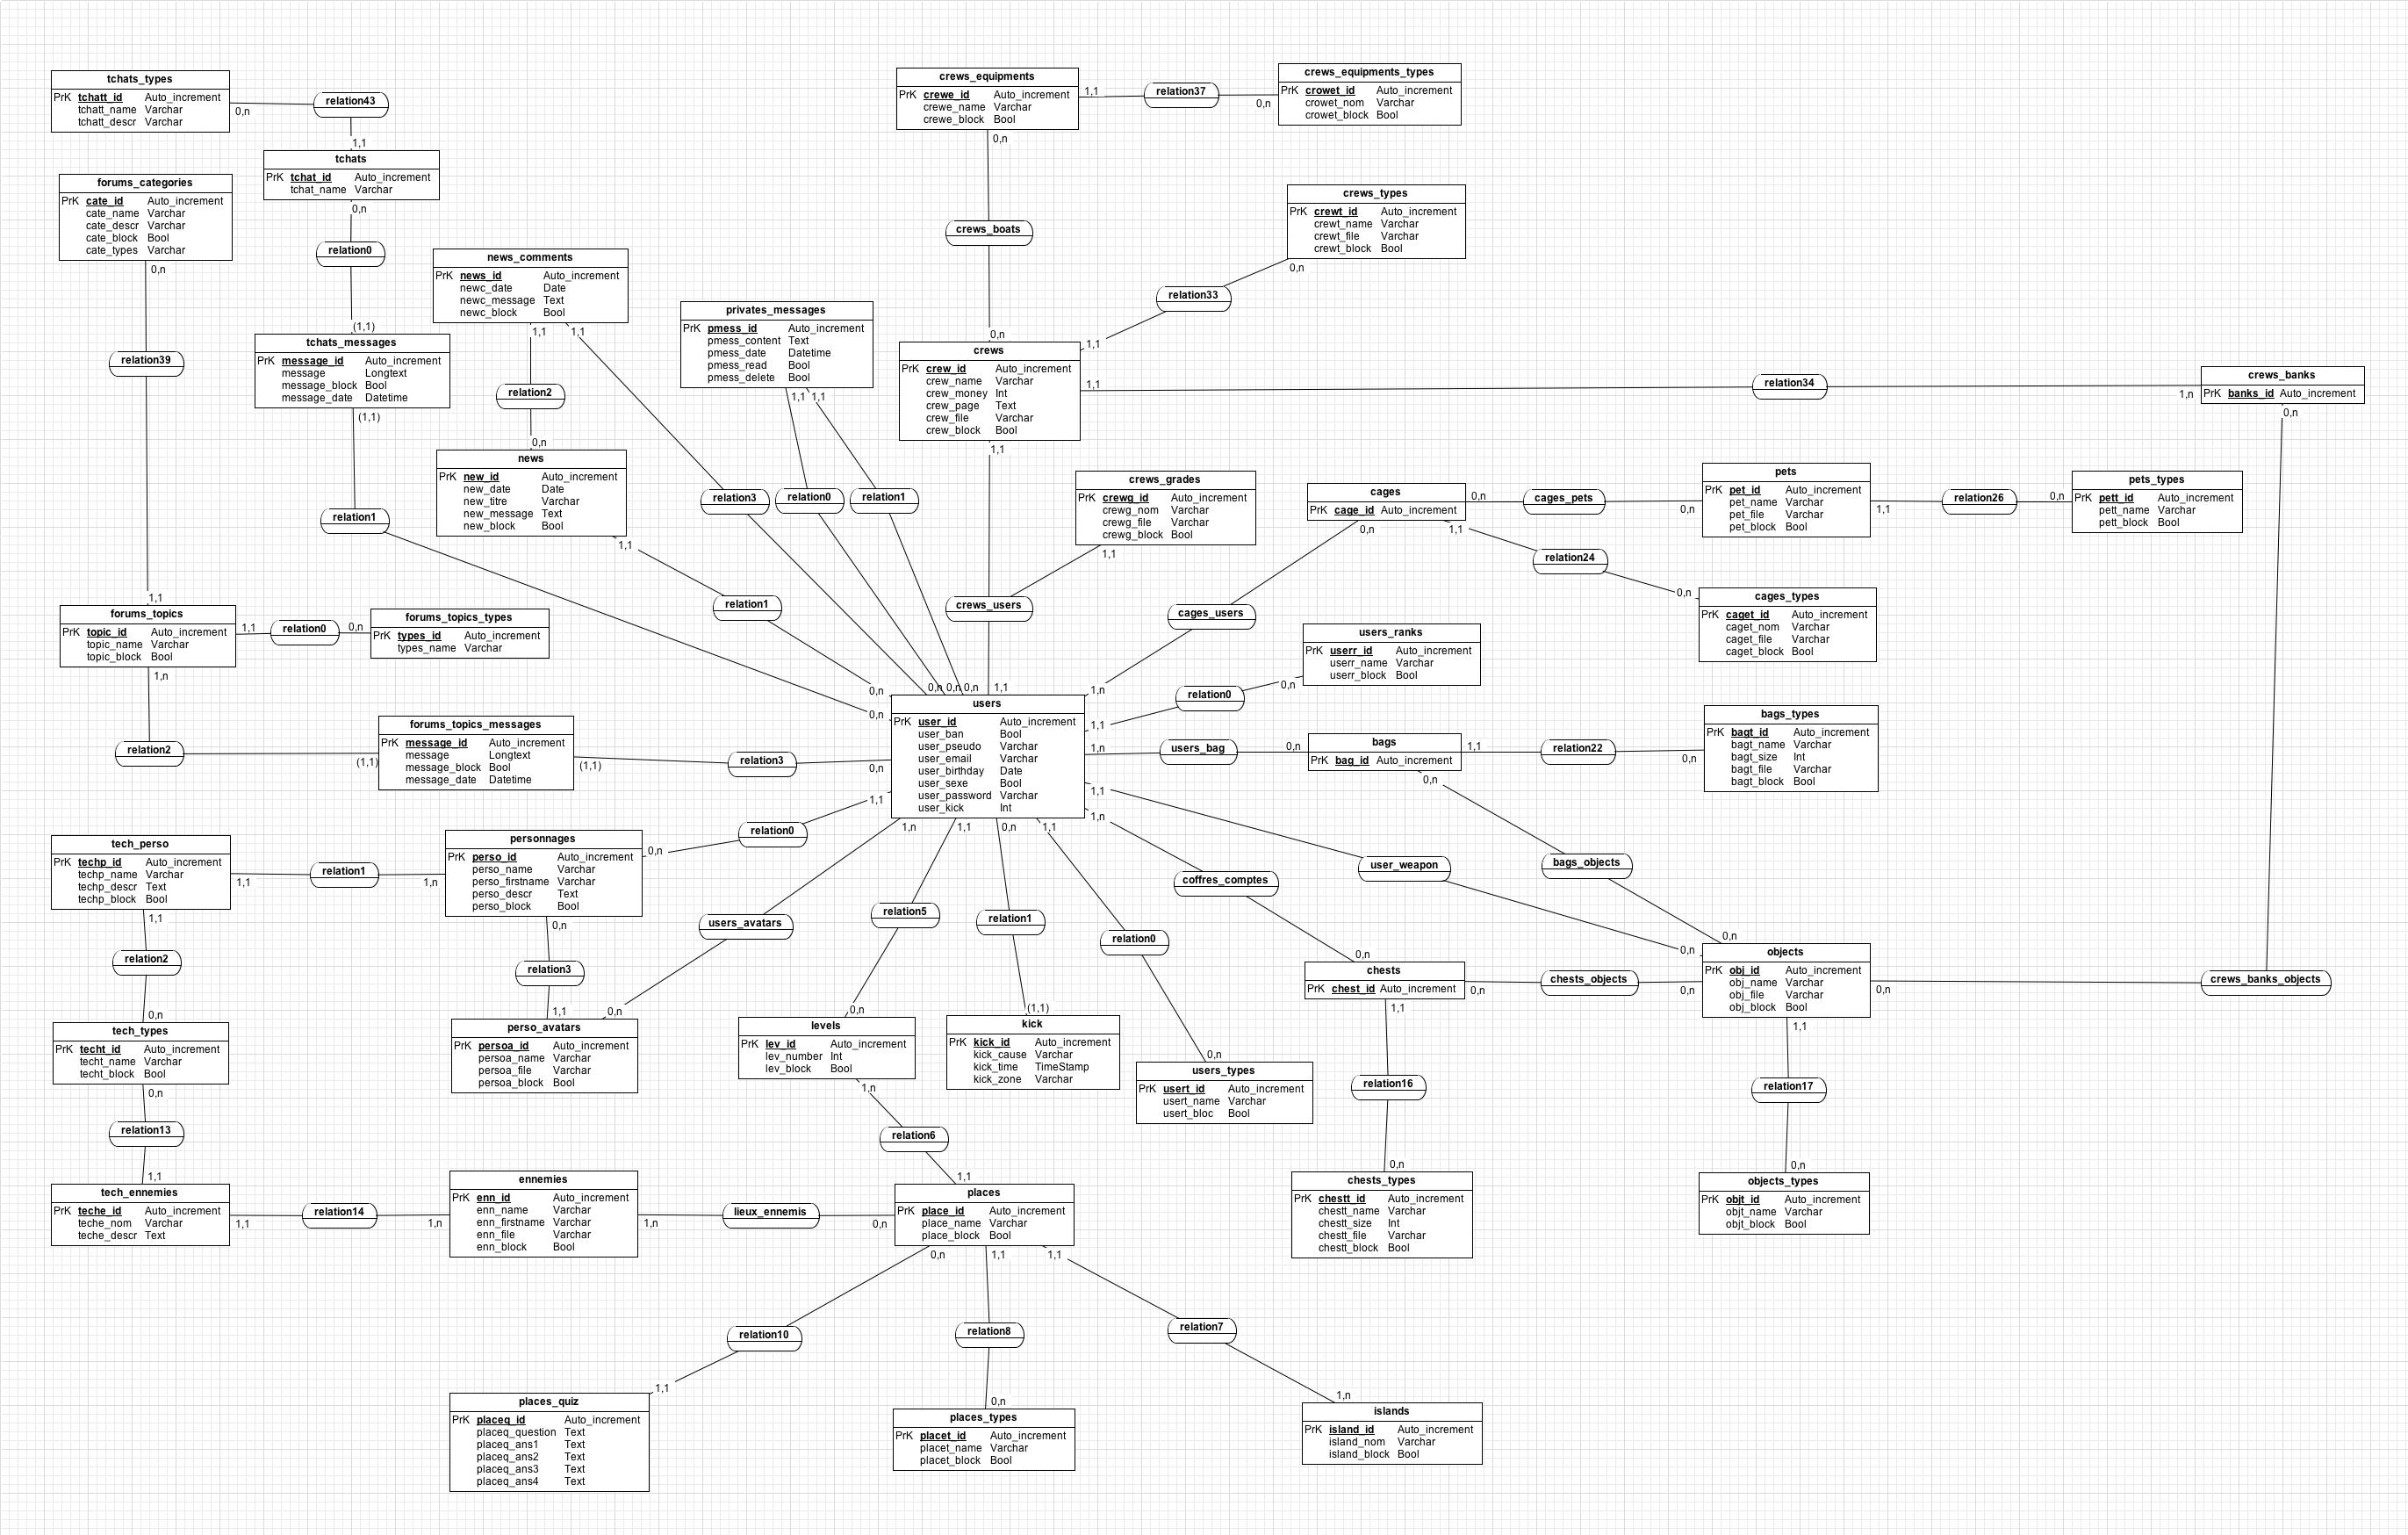 tchats_types
PrK tchatt_id Auto_increment
tchatt_name Varchar
tchatt_descr Varchar
0,n
relation43
1,1
tchats
PrK tchat_id Auto_increment
tchat_name Varchar
0,n
relation0
(1,1)
tchats_messages
PrK message_id Auto_increment
message Longtext
message_block Bool
message_date Datetime
(1,1)
relation1
0,n
forums_categories
PrK cate_id Auto_increment
cate_name Varchar
cate_descr Varchar
cate_block Bool
cate_types Varchar
0,n
relation39
1,1
forums_topics
PrK topic_id Auto_increment
topic_name Varchar
topic_block Bool
1,1
relation0
0,n
forums_topics_types
PrK types_id Auto_increment
types_name Varchar
1,n
relation2
(1,1)
forums_topics_messages
PrK message_id Auto_increment
message Longtext
message_block Bool
message_date Datetime
(1,1)
relation3
0,n
news_comments
PrK news_id Auto_increment
newc_date Date
newc_message Text
newc_block Bool
1,1
1,1
relation2
0,n
relation3
0,n
news
PrK new_id Auto_increment
new_date Date
new_titre Varchar
new_message Text
new_block Bool
1,1
relation1
0,n
privates_messages
PrK pmess_id Auto_increment
pmess_content Text
pmess_date Datetime
pmess_read Bool
pmess_delete Bool
1,1
1,1
relation0
relation1
0,n
0,n
crews_equipments
PrK crewe_id Auto_increment
crewe_name Varchar
crewe_block Bool
1,1
relation37
0,n
crews_equipments_types
PrK crowet_id Auto_increment
crowet_nom Varchar
crowet_block Bool
0,n
crews_boats
0,n
crews_types
PrK crewt_id Auto_increment
crewt_name Varchar
crewt_file Varchar
crewt_block Bool
0,n
relation33
1,1
crews
PrK crew_id Auto_increment
crew_name Varchar
crew_money Int
crew_page Text
crew_file Varchar
crew_block Bool
1,1
relation34
1,n
crews_banks
PrK banks_id Auto_increment
0,n
1,1
crews_grades
PrK crewg_id Auto_increment
crewg_nom Varchar
crewg_file Varchar
crewg_block Bool
1,1
crews_users
1,1
cages
PrK cage_id Auto_increment
0,n
cages_pets
0,n
pets
PrK pet_id Auto_increment
pet_name Varchar
pet_file Varchar
pet_block Bool
1,1
relation26
0,n
pets_types
PrK pett_id Auto_increment
pett_name Varchar
pett_block Bool
0,n
1,1
relation24
0,n
cages_types
PrK caget_id Auto_increment
caget_nom Varchar
caget_file Varchar
caget_block Bool
cages_users
1,n
users_ranks
PrK userr_id Auto_increment
userr_name Varchar
userr_block Bool
0,n
relation0
1,1
users
PrK user_id Auto_increment
user_ban Bool
user_pseudo Varchar
user_email Varchar
user_birthday Date
user_sexe Bool
user_password Varchar
user_kick Int
1,n
users_bag
0,n
bags
PrK bag_id Auto_increment
1,1
relation22
0,n
bags_types
PrK bagt_id Auto_increment
bagt_name Varchar
bagt_size Int
bagt_file Varchar
bagt_block Bool
0,n
bags_objects
0,n
1,1
user_weapon
0,n
1,n
coffres_comptes
0,n
chests
PrK chest_id Auto_increment
0,n
chests_objects
0,n
objects
PrK obj_id Auto_increment
obj_name Varchar
obj_file Varchar
obj_block Bool
0,n
crews_banks_objects
1,1
relation16
0,n
chests_types
PrK chestt_id Auto_increment
chestt_name Varchar
chestt_size Int
chestt_file Varchar
chestt_block Bool
1,1
relation17
0,n
objects_types
PrK objt_id Auto_increment
objt_name Varchar
objt_block Bool
1,1
relation0
0,n
personnages
PrK perso_id Auto_increment
perso_name Varchar
perso_firstname Varchar
perso_descr Text
perso_block Bool
1,n
relation1
1,1
tech_perso
PrK techp_id Auto_increment
techp_name Varchar
techp_descr Text
techp_block Bool
1,1
relation2
0,n
tech_types
PrK techt_id Auto_increment
techt_name Varchar
techt_block Bool
0,n
relation13
1,1
tech_ennemies
PrK teche_id Auto_increment
teche_nom Varchar
teche_descr Text
1,1
relation14
1,n
ennemies
PrK enn_id Auto_increment
enn_name Varchar
enn_firstname Varchar
enn_file Varchar
enn_block Bool
1,n
lieux_ennemis
0,n
0,n
relation3
1,1
perso_avatars
PrK persoa_id Auto_increment
persoa_name Varchar
persoa_file Varchar
persoa_block Bool
0,n
users_avatars
1,n
1,1
relation5
0,n
levels
PrK lev_id Auto_increment
lev_number Int
lev_block Bool
1,n
relation6
1,1
0,n
relation1
(1,1)
kick
PrK kick_id Auto_increment
kick_cause Varchar
kick_time TimeStamp
kick_zone Varchar
1,1
relation0
0,n
users_types
PrK usert_id Auto_increment
usert_name Varchar
usert_bloc Bool
places
PrK place_id Auto_increment
place_name Varchar
place_block Bool
0,n
relation10
1,1
places_quiz
PrK placeq_id Auto_increment
placeq_question Text
placeq_ans1 Text
placeq_ans2 Text
placeq_ans3 Text
placeq_ans4 Text
1,1
relation8
0,n
places_types
PrK placet_id Auto_increment
placet_name Varchar
placet_block Bool
1,1
relation7
1,n
islands
PrK island_id Auto_increment
island_nom Varchar
island_block Bool